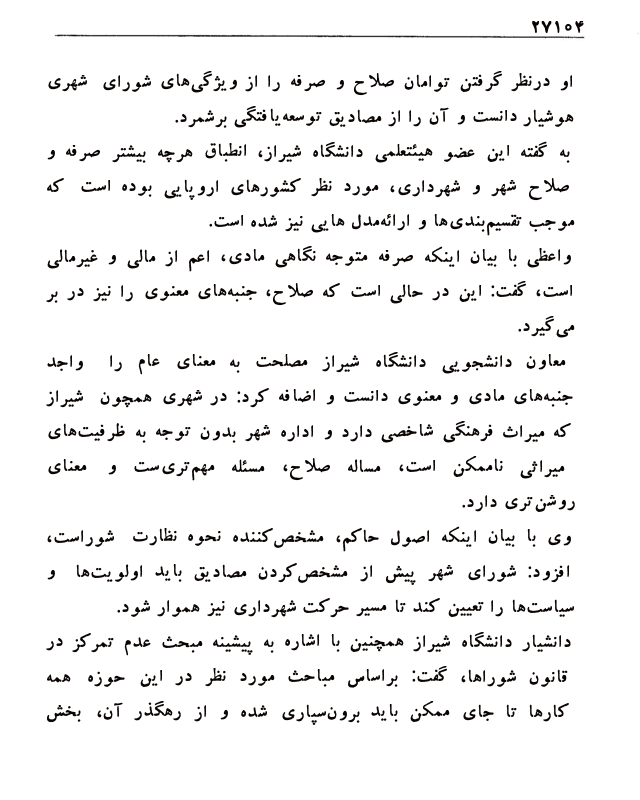 ۲۷۱۰۴
او درنظر گرفتن توامان صلاح و صرفه را از ویژگی‌های شورای شهری
هوشیار دانست و آن را از مصادیق توسعه‌یافتگی برشمرد.
به گفته این عضو هیئتعلمی دانشگاه شیراز، انطباق هرچه بیشتر صرفه و
صلاح شهر و شهرداری، مورد نظر کشورهای اروپایی بوده است که
موجب تقسیم‌بندی‌ها و ارائه‌مدل هایی نیز شده است.
واعظی با بیان اینکه صرفه متوجه نگاهی مادی، اعم از مالی و غیرمالی
است، گفت: این در حالی است که صلاح، جنبه‌های معنوی را نیز در بر
می‌گیرد.
معاون دانشجویی دانشگاه شیراز مصلحت به معنای عام را واجد
جنبه‌های مادی و معنوی دانست و اضافه کرد: در شهری همچون شیراز
که میراث فرهنگی شاخصی دارد و اداره شهر بدون توجه به ظرفیت‌های
میراثی ناممکن است، مساله صلاح، مسئله مهم‌تری‌ست و معنای
روشن‌تری دارد.
وی با بیان اینکه اصول حاکم، مشخص‌کننده نحوه نظارت شوراست،
افزود: شورای شهر پیش از مشخص‌کردن مصادیق باید اولویت‌ها و
سیاست‌ها را تعیین کند تا مسیر حرکت شهرداری نیز هموار شود.
دانشیار دانشگاه شیراز همچنین با اشاره به پیشینه مبحث عدم تمرکز در
قانون شوراها، گفت: براساس مباحث مورد نظر در این حوزه همه
کارها تا جای ممکن باید برون‌سپاری شده و از رهگذر آن، بخش